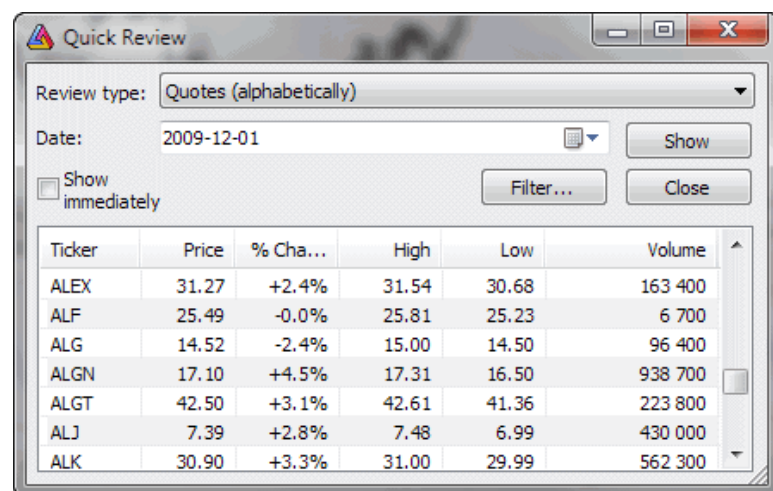 Quick Review
Review type: Quotes (alphabetically)
Date: 2009-12-01 Show
Show immediately Filter... Close
Ticker Price % Cha... High Low Volume
ALEX 31.27 +2.4% 31.54 30.68 163 400
ALF 25.49 -0.0% 25.81 25.23 6 700
ALG 14.52 -2.4% 15.00 14.50 96 400
ALGN 17.10 +4.5% 17.31 16.50 938 700
ALGT 42.50 +3.1% 42.61 41.36 223 800
ALJ 7.39 +2.8% 7.48 6.99 430 000
ALK 30.90 +3.3% 31.00 29.99 562 300